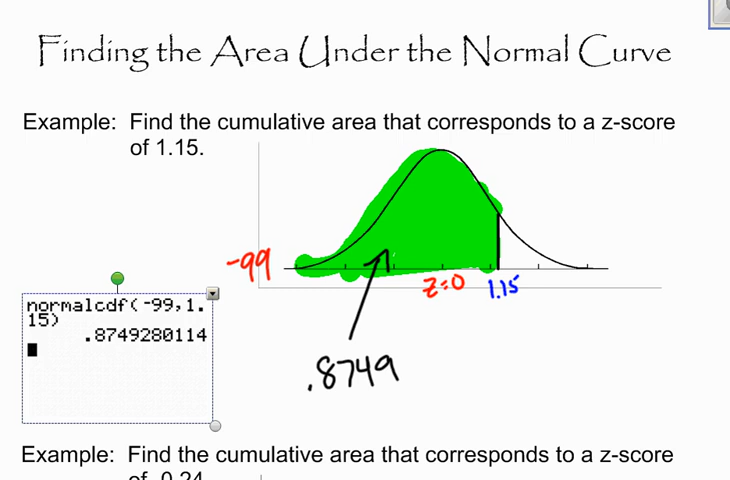 Finding the Area Under the Normal Curve
Example: Find the cumulative area that corresponds to a z-score
of 1.15.
-99
z=0
1.15
normalcdf(-99,1.
15)
.8749280114
.8749
Example: Find the cumulative area that corresponds to a z-score